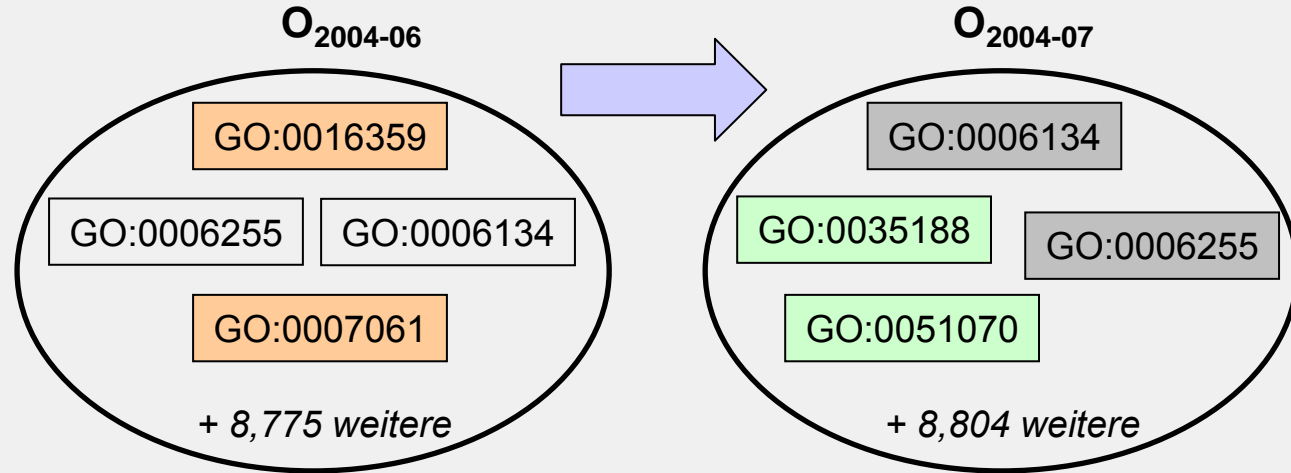 O2004-06
GO:0016359
GO:0006255 GO:0006134
GO:0007061
+ 8,775 weitere
O2004-07
GO:0006134
GO:0035188
GO:0006255
GO:0051070
+ 8,804 weitere